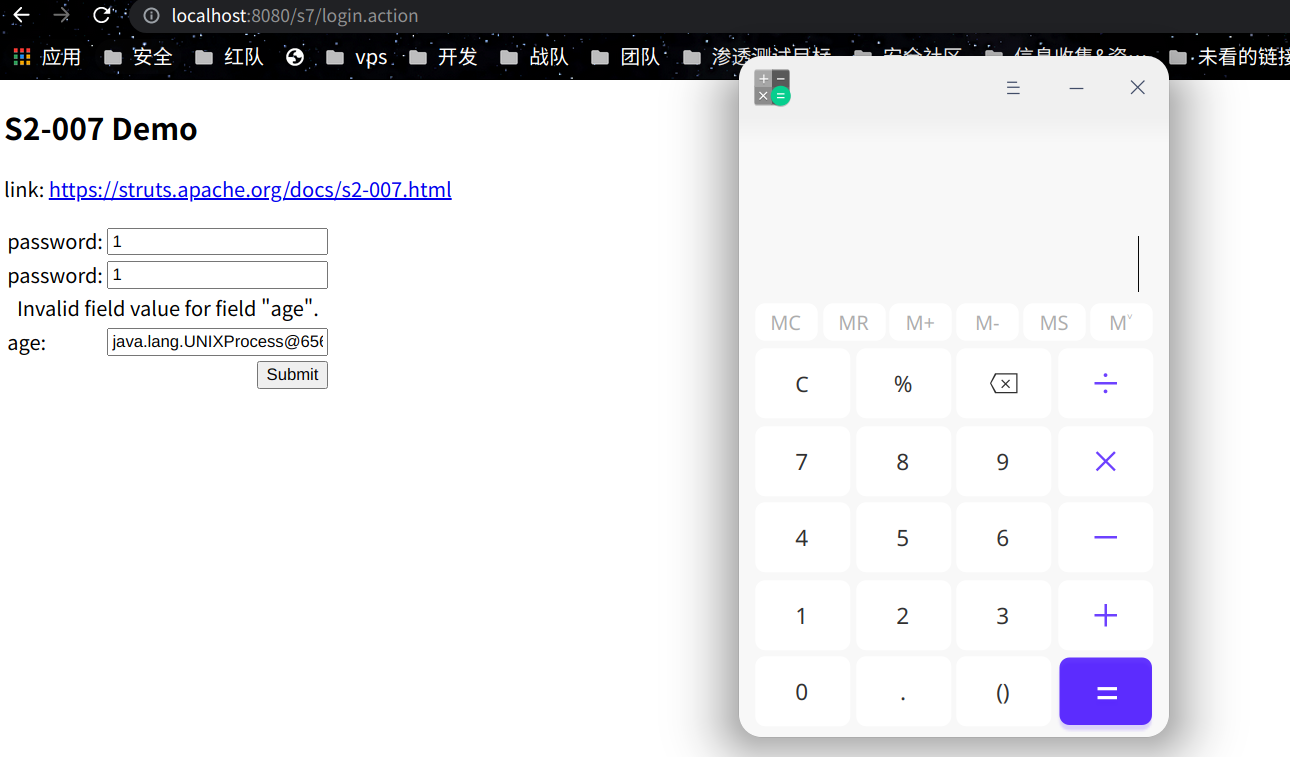 localhost:8080/s7/login.action
应用 安全 红队 vps 开发 战队 团队 渗透测试目标 安全社区 信息收集&资… 未看的链接
S2-007 Demo
link: https://struts.apache.org/docs/s2-007.html
password: 1
password: 1
Invalid field value for field "age".
age: java.lang.UNIXProcess@656
Submit
MC MR M+ M- MS M˅
C % ÷
7 8 9 ×
4 5 6 −
1 2 3 +
0 . () =